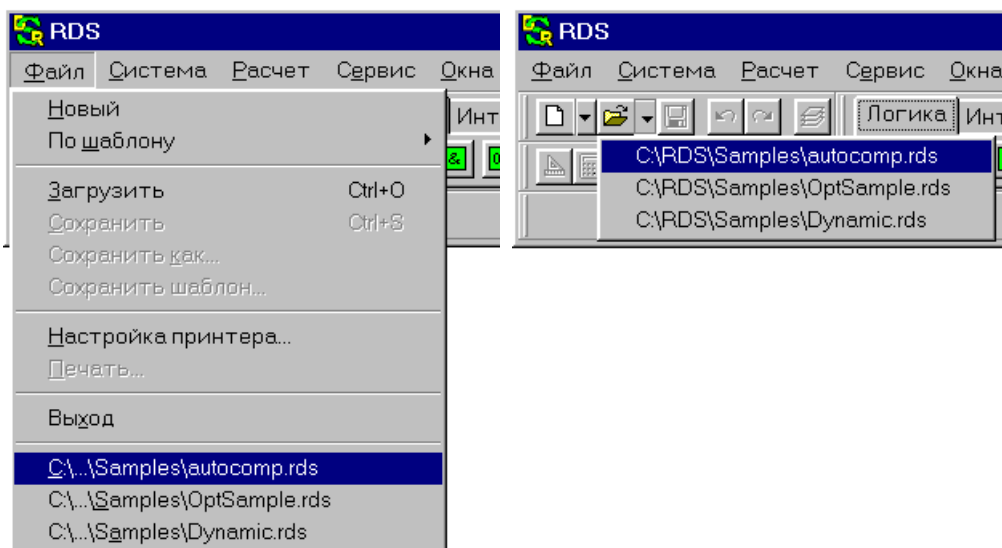 RDS
Файл Система Расчет Сервис Окна
Новый
По шаблону
Загрузить Ctrl+O
Сохранить Ctrl+S
Сохранить как...
Сохранить шаблон...
Настройка принтера...
Печать...
Выход
C:\...\Samples\autocomp.rds
C:\...\Samples\OptSample.rds
C:\...\Samples\Dynamic.rds
Инт
&
RDS
Файл Система Расчет Сервис Окна
Логика Инт
C:\RDS\Samples\autocomp.rds
C:\RDS\Samples\OptSample.rds
C:\RDS\Samples\Dynamic.rds